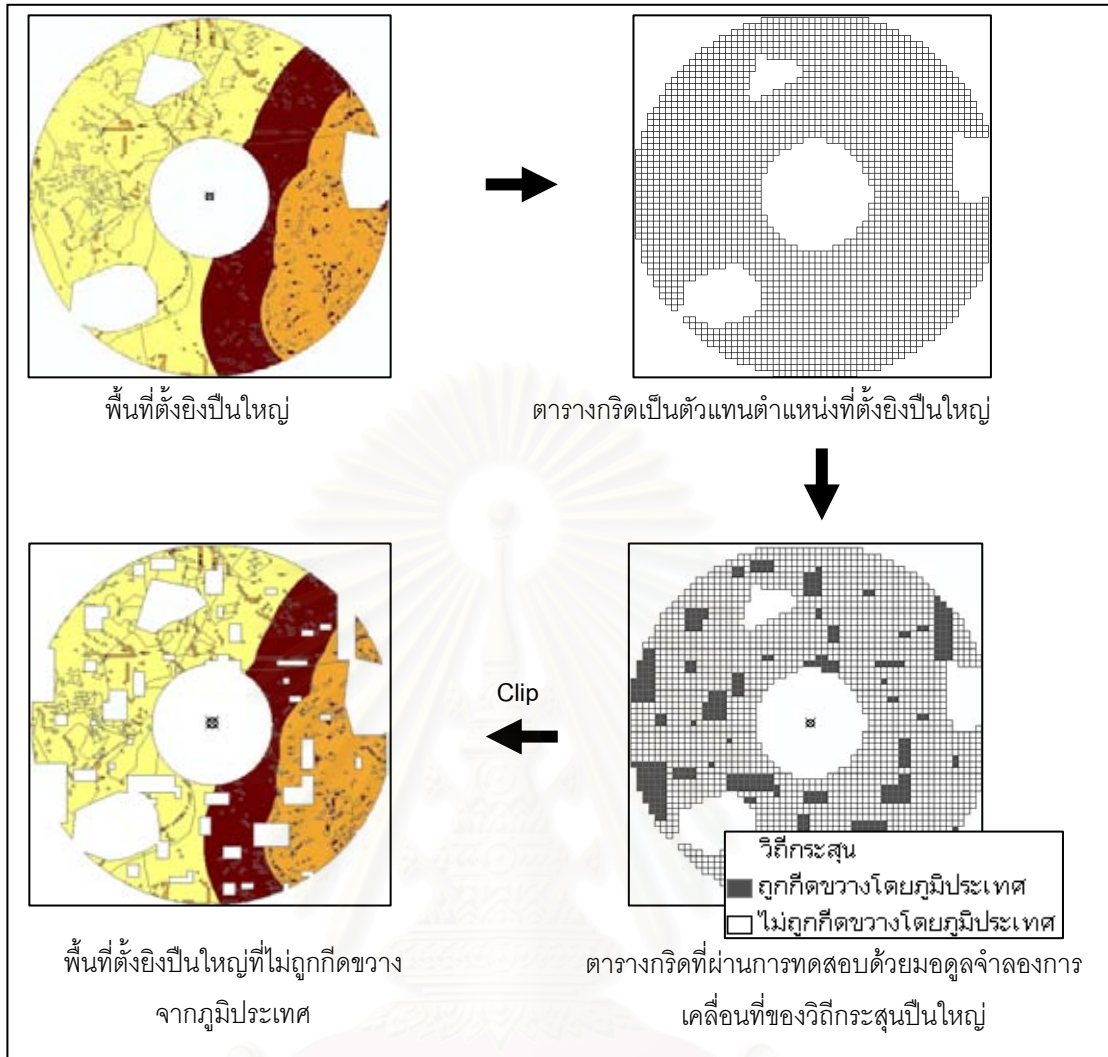 พื้นที่ตั้งยิงปืนใหญ่
ตารางกริดเป็นตัวแทนตำแหน่งที่ตั้งยิงปืนใหญ่
Clip
วิถีกระสุน
ถูกกีดขวางโดยภูมิประเทศ
ไม่ถูกกีดขวางโดยภูมิประเทศ
พื้นที่ตั้งยิงปืนใหญ่ที่ไม่ถูกกีดขวาง
จากภูมิประเทศ
ตารางกริดที่ผ่านการทดสอบด้วยมอดูลจำลองการ
เคลื่อนที่ของวิถีกระสุนปืนใหญ่